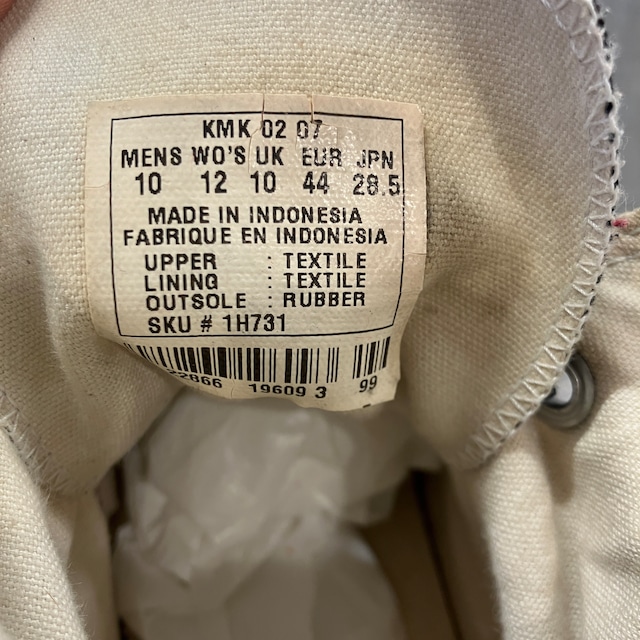 KMK 02 07
MENS WO'S UK EUR JPN
10 12 10 44 28.5
MADE IN INDONESIA
FABRIQUE EN INDONESIA
UPPER : TEXTILE
LINING : TEXTILE
OUTSOLE : RUBBER
SKU # 1H731
22866 19609 3 99